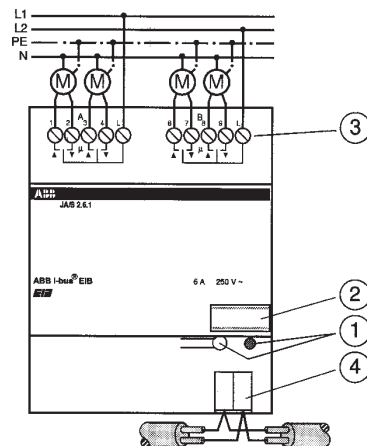 L1
L2
PE
N
M M M M
A B
1 2 3 4 L 6 7 8 9 L
µ µ
3
ABB
JA/S 2.6.1
ABB i-bus® EIB 6 A 250 V ~
EIB
2
1
4